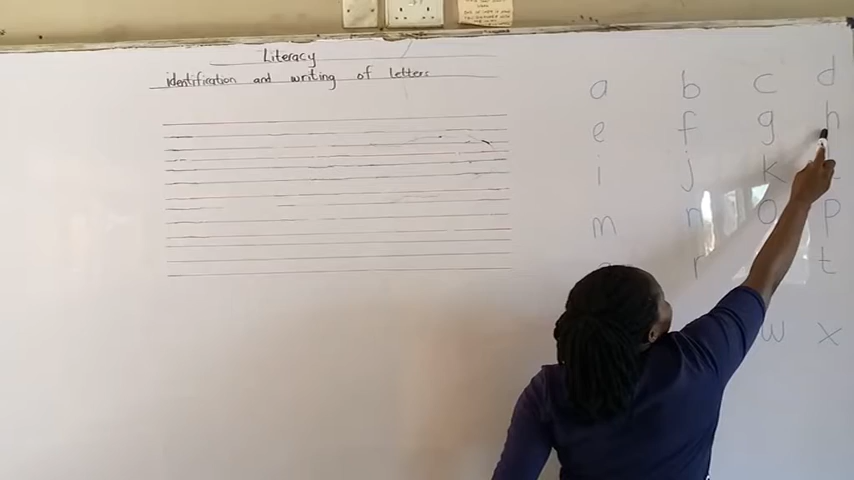 Literacy
identification and writing of letters
a b c d
e f g h
i j k
m n o p
r t
w x